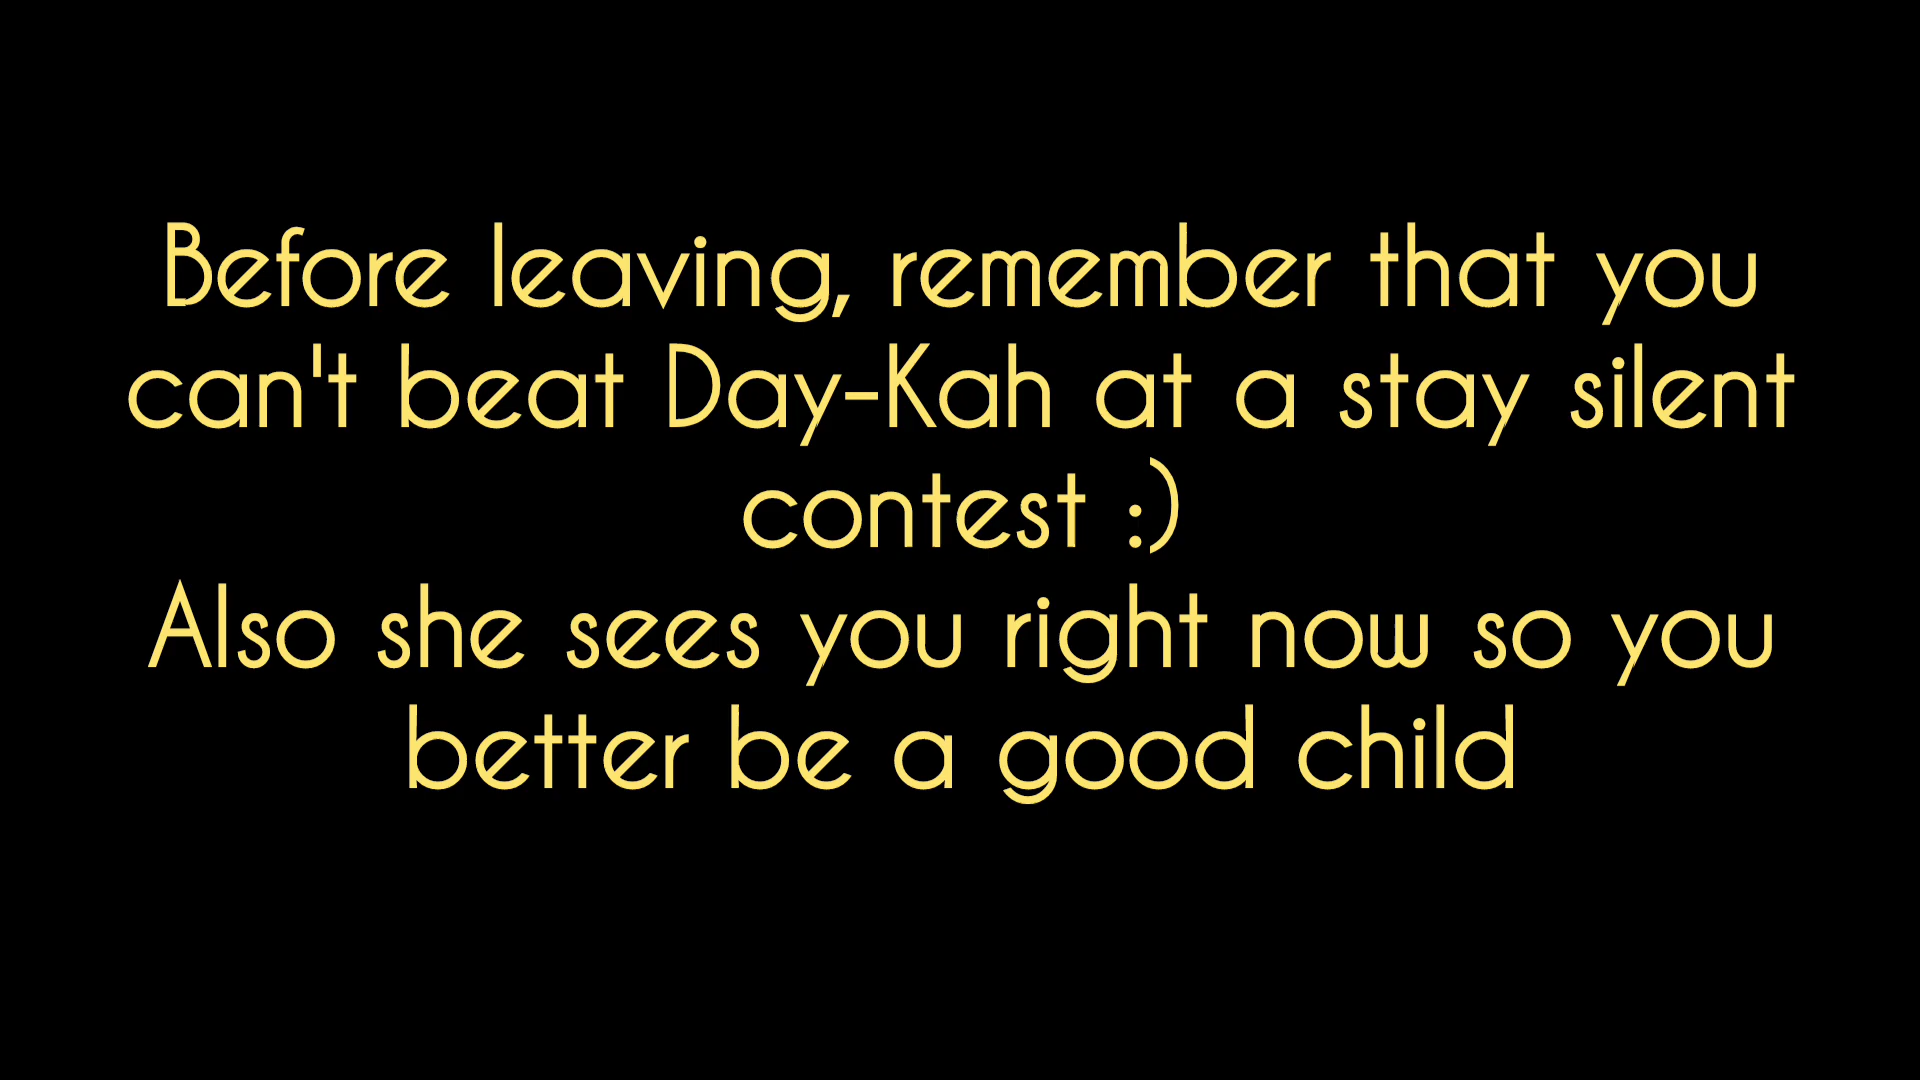 Before leaving, remember that you
can't beat Day-Kah at a stay silent
contest :)
Also she sees you right now so you
better be a good child